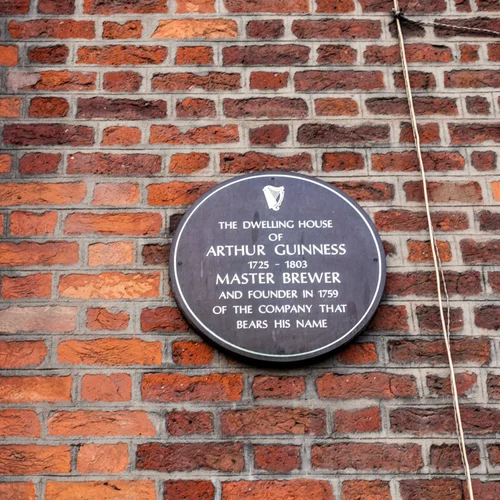 THE DWELLING HOUSE
OF
ARTHUR GUINNESS
1725 - 1803
MASTER BREWER
AND FOUNDER IN 1759
OF THE COMPANY THAT
BEARS HIS NAME